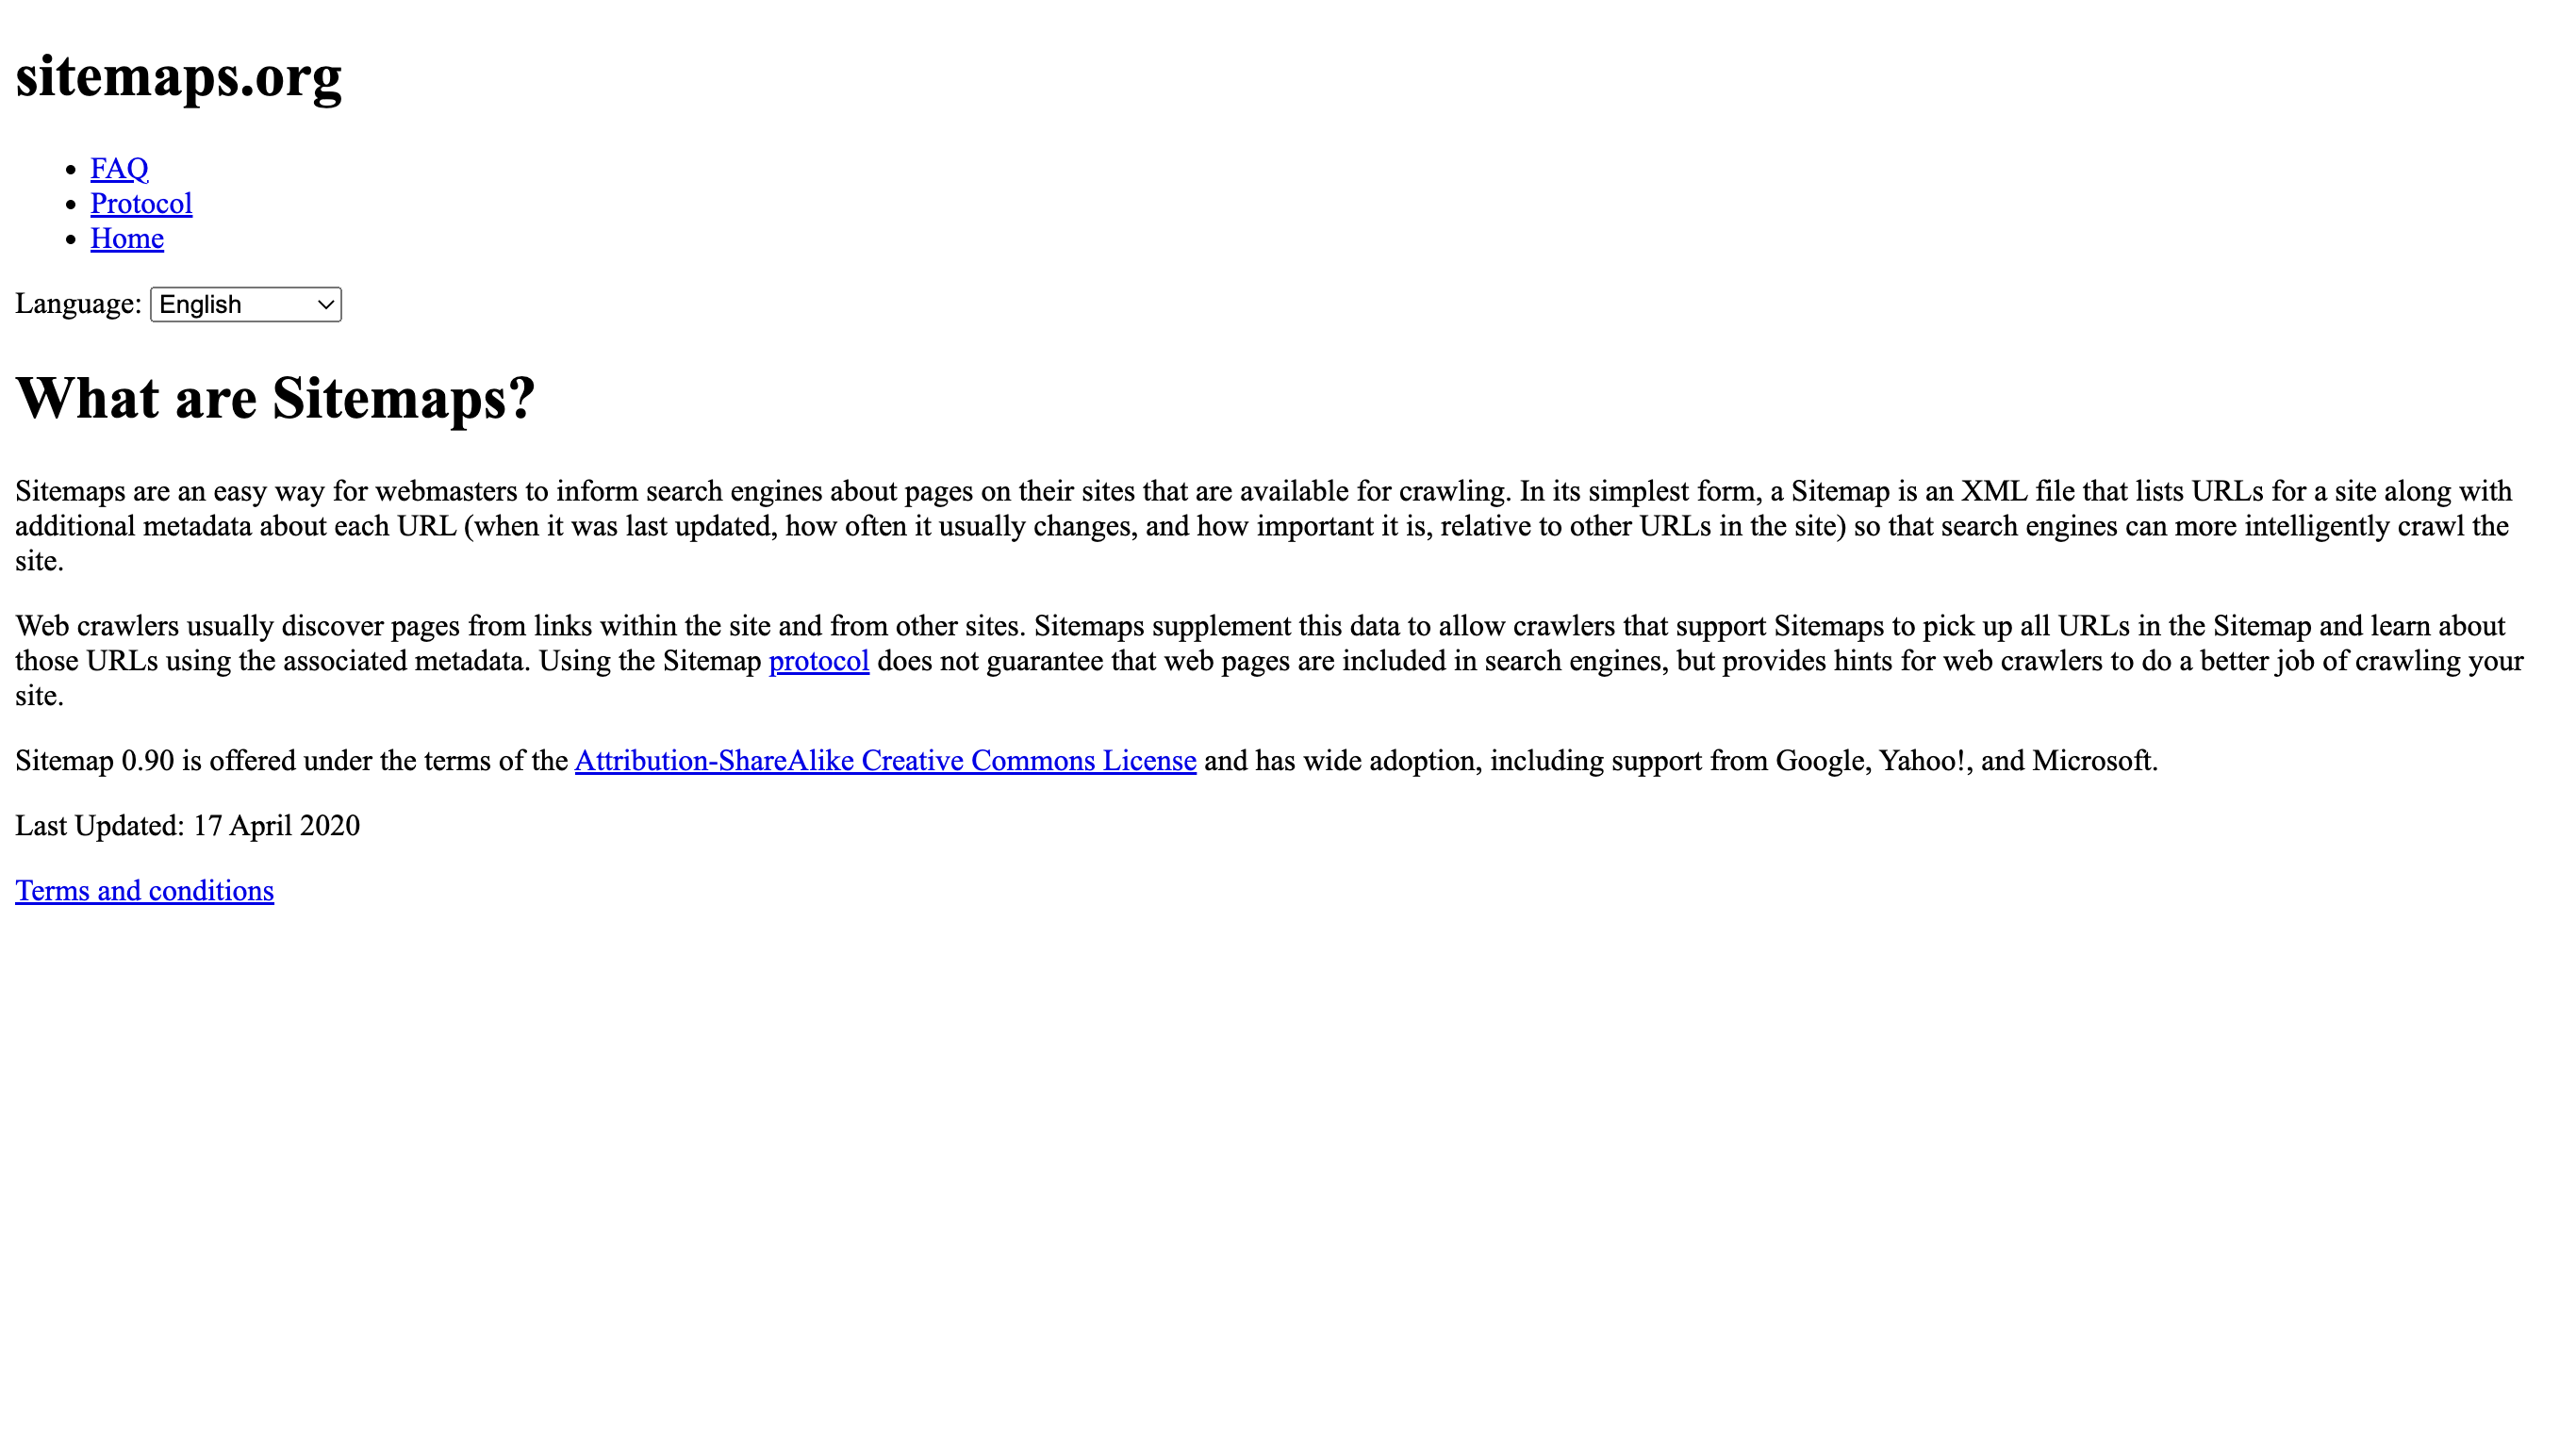 sitemaps.org
FAQ
Protocol
Home
Language: English
What are Sitemaps?
Sitemaps are an easy way for webmasters to inform search engines about pages on their sites that are available for crawling. In its simplest form, a Sitemap is an XML file that lists URLs for a site along with
additional metadata about each URL (when it was last updated, how often it usually changes, and how important it is, relative to other URLs in the site) so that search engines can more intelligently crawl the
site.
Web crawlers usually discover pages from links within the site and from other sites. Sitemaps supplement this data to allow crawlers that support Sitemaps to pick up all URLs in the Sitemap and learn about
those URLs using the associated metadata. Using the Sitemap protocol does not guarantee that web pages are included in search engines, but provides hints for web crawlers to do a better job of crawling your
site.
Sitemap 0.90 is offered under the terms of the Attribution-ShareAlike Creative Commons License and has wide adoption, including support from Google, Yahoo!, and Microsoft.
Last Updated: 17 April 2020
Terms and conditions